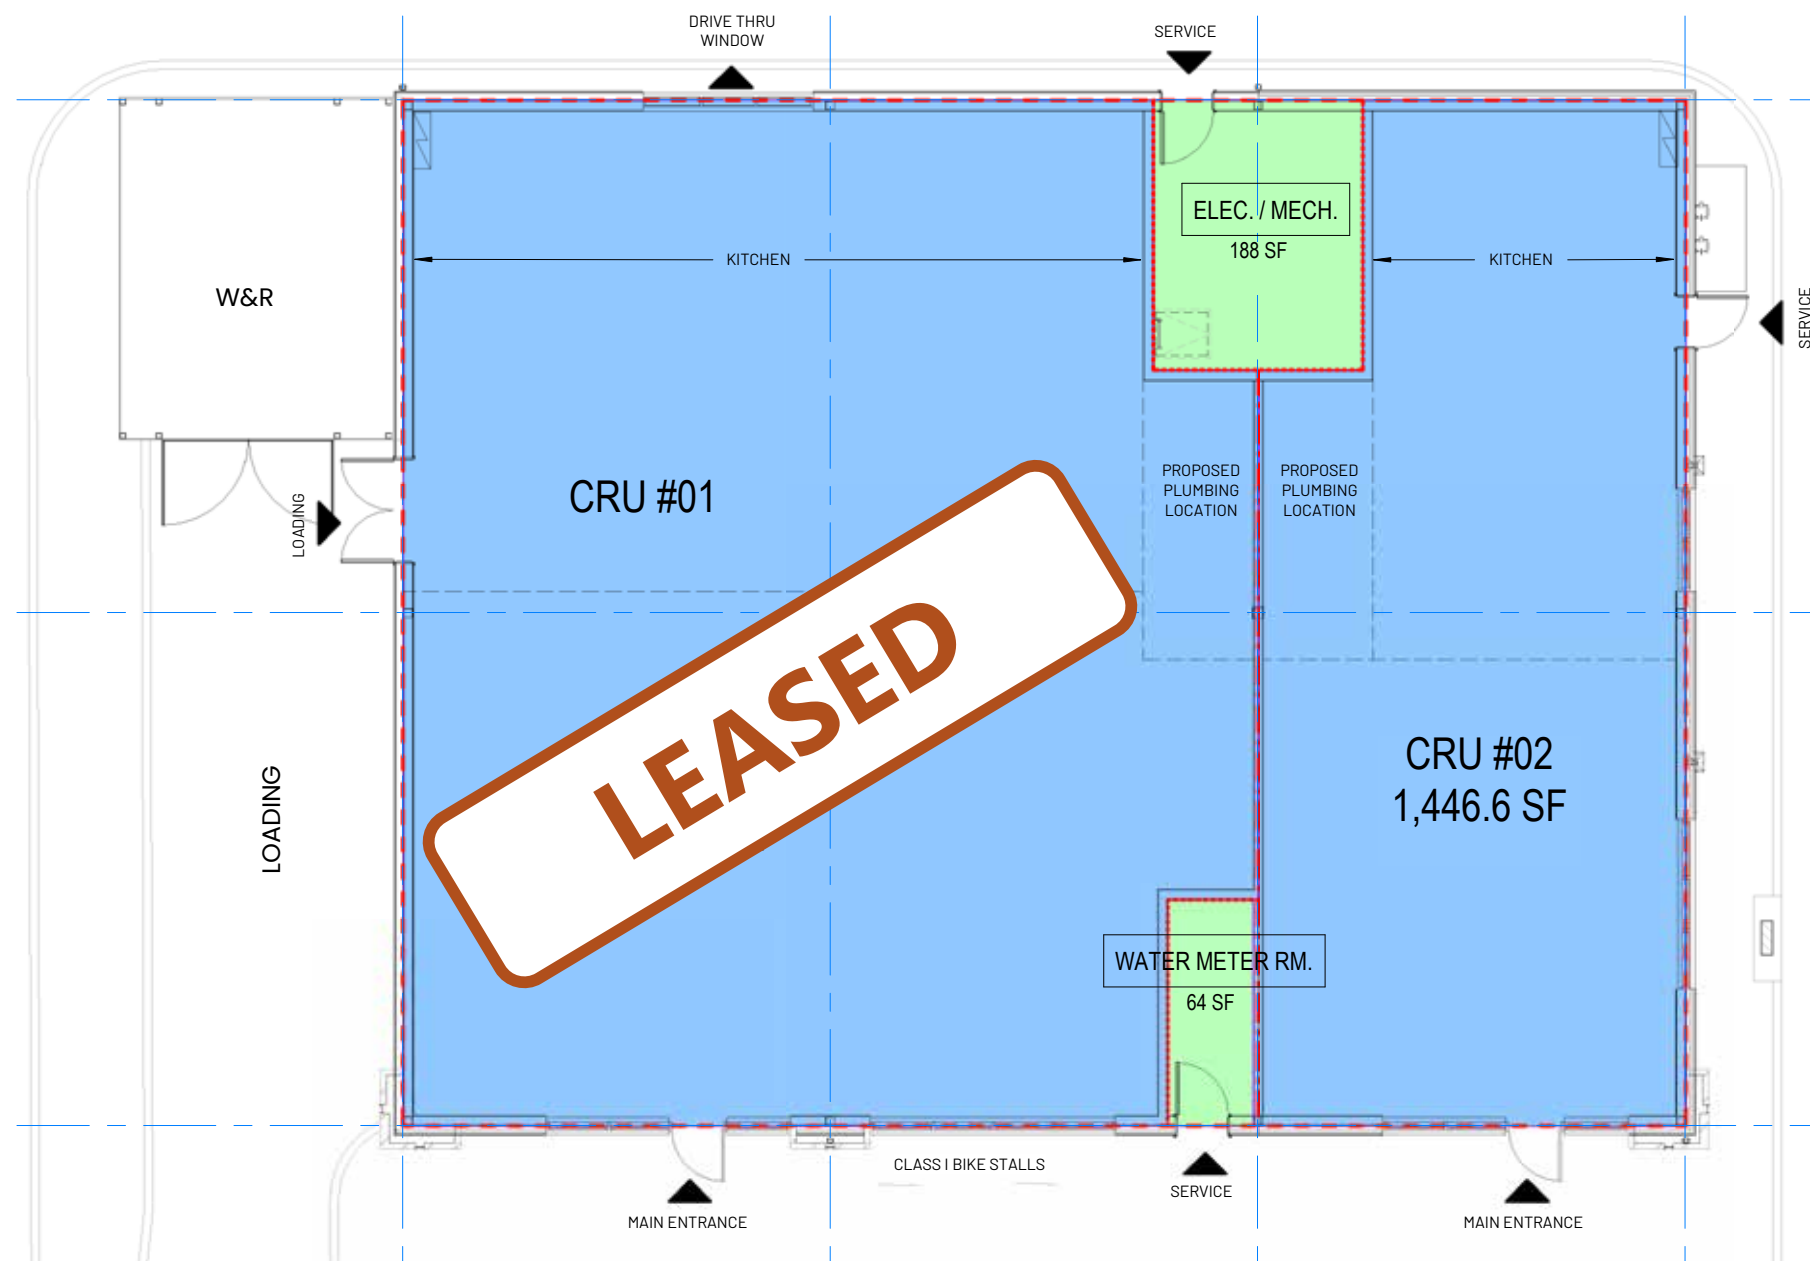 DRIVE THRU
WINDOW
SERVICE
ELEC. / MECH.
188 SF
KITCHEN
KITCHEN
W&R
SERVICE
LOADING
CRU #01
PROPOSED
PLUMBING
LOCATION
PROPOSED
PLUMBING
LOCATION
LEASED
LOADING
CRU #02
1,446.6 SF
WATER METER RM.
64 SF
CLASS I BIKE STALLS
SERVICE
MAIN ENTRANCE
MAIN ENTRANCE